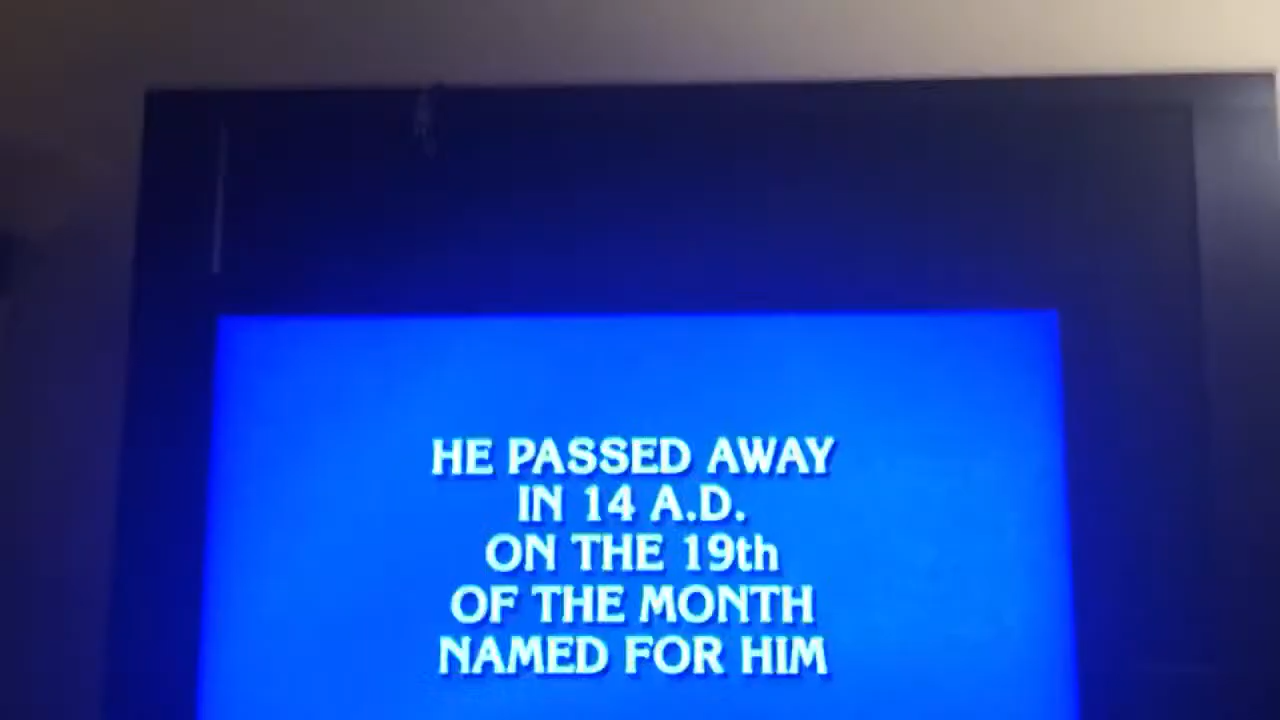 HE PASSED AWAY
IN 14 A.D.
ON THE 19th
OF THE MONTH
NAMED FOR HIM